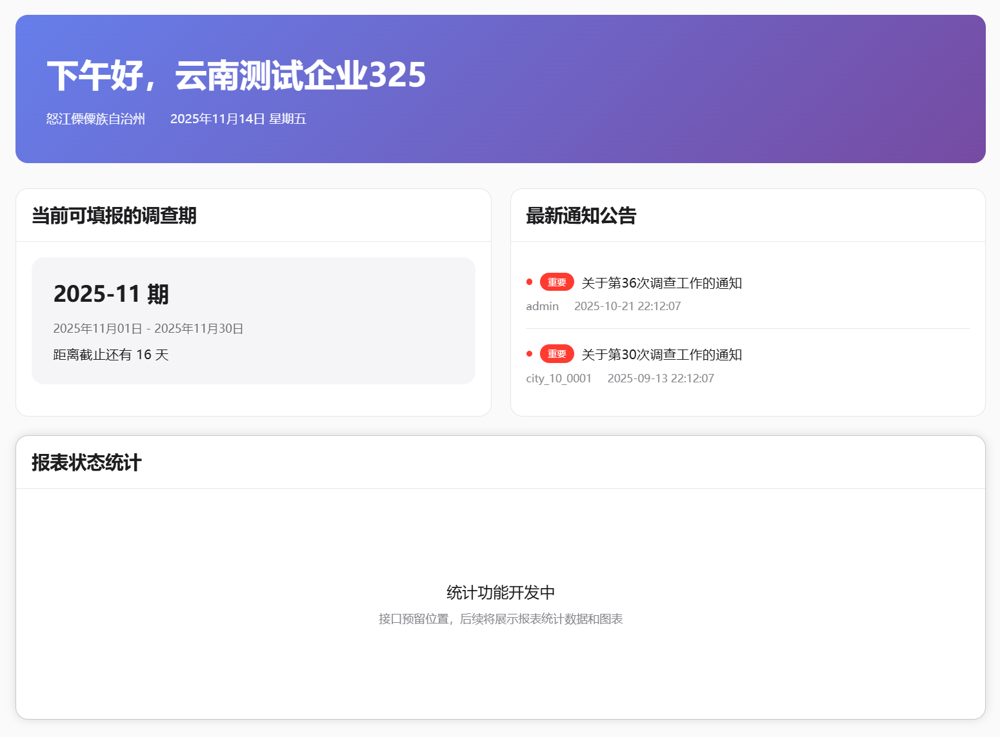 下午好，云南测试企业325
怒江傈僳族自治州 2025年11月14日 星期五
当前可填报的调查期
2025-11 期
2025年11月01日 - 2025年11月30日
距离截止还有 16 天
最新通知公告
重要 关于第36次调查工作的通知
admin 2025-10-21 22:12:07
重要 关于第30次调查工作的通知
city_10_0001 2025-09-13 22:12:07
报表状态统计
统计功能开发中
接口预留位置，后续将展示报表统计数据和图表